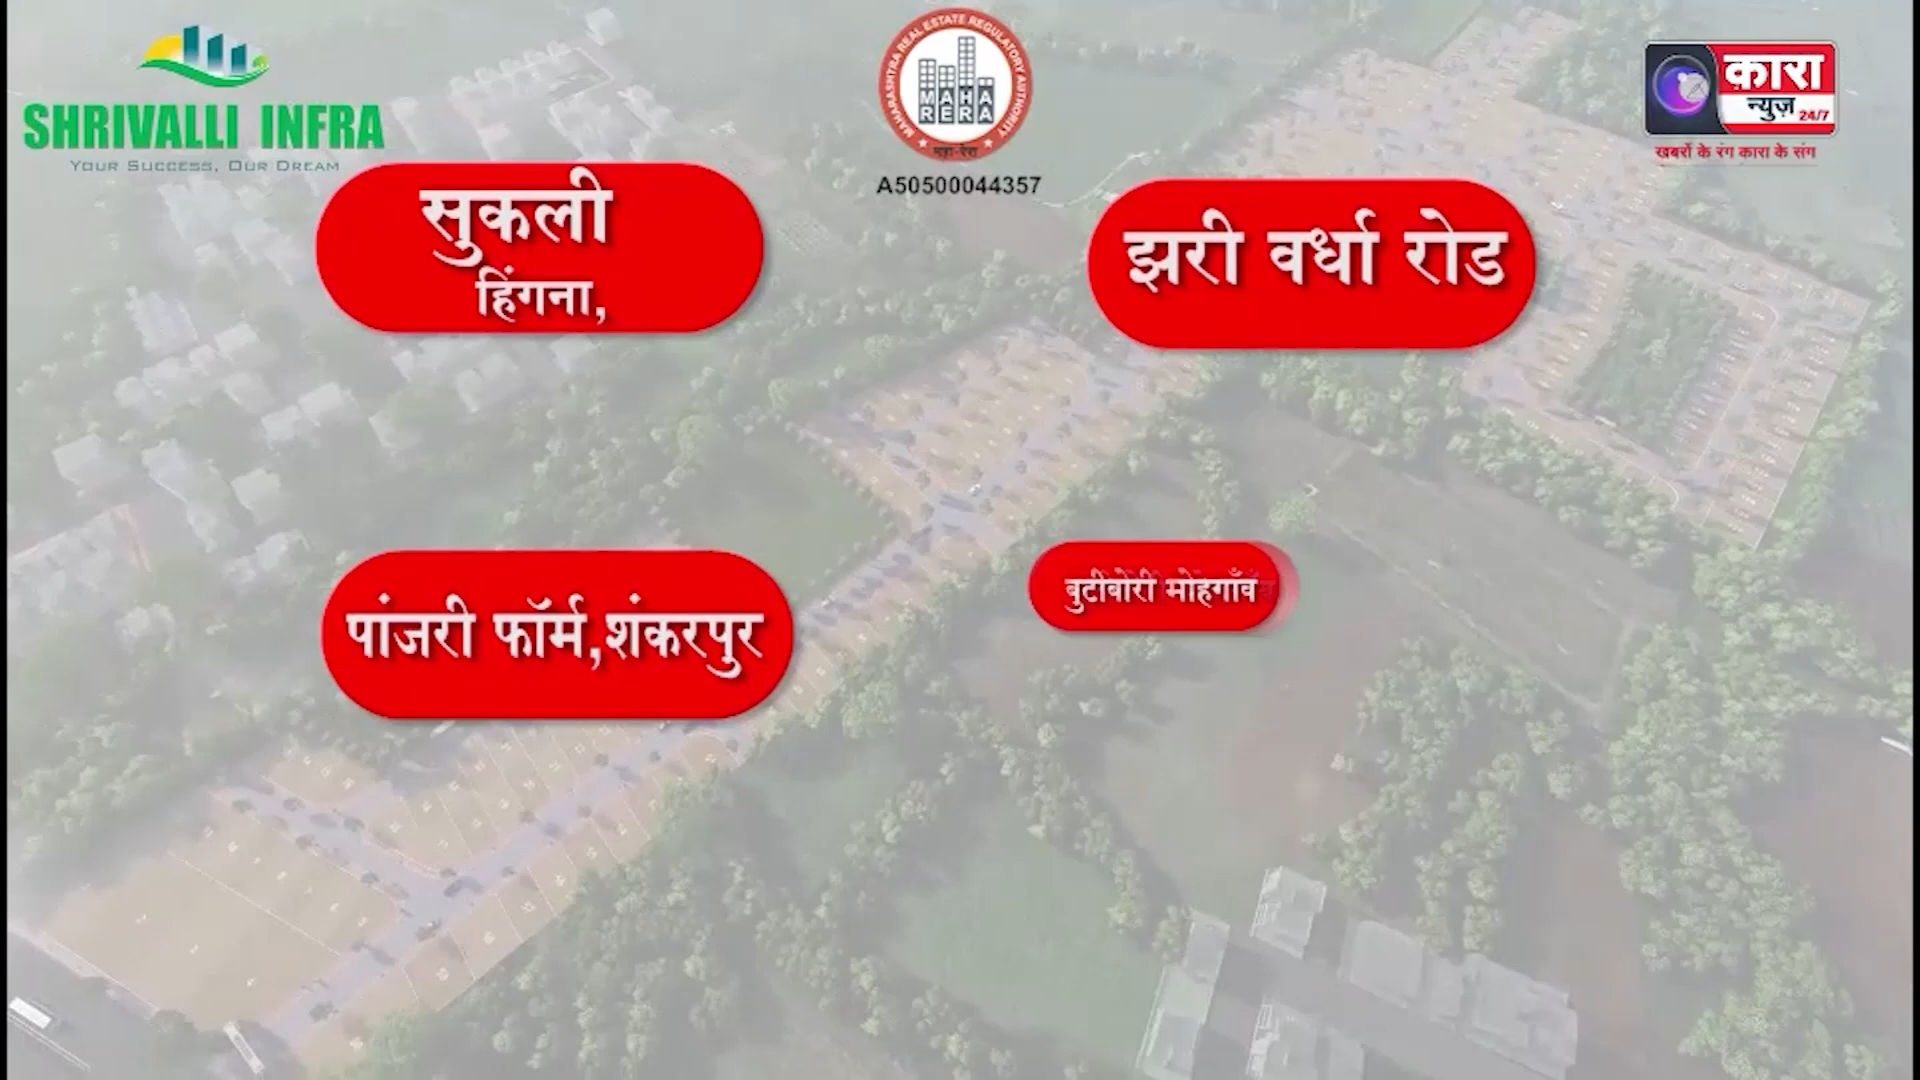 SHRIVALLI INFRA
YOUR SUCCESS, OUR DREAM
MAHARASHTRA REAL ESTATE REGULATORY AUTHORITY
MAHA
RERA
महा-रेरा
A50500044357
कारा
न्यूज़ 24/7
खबरों के रंग कारा के संग
सुकली
हिंगना,
झरी वर्धा रोड
पांजरी फॉर्म,शंकरपुर
बुटीबोरी मोहगाँव